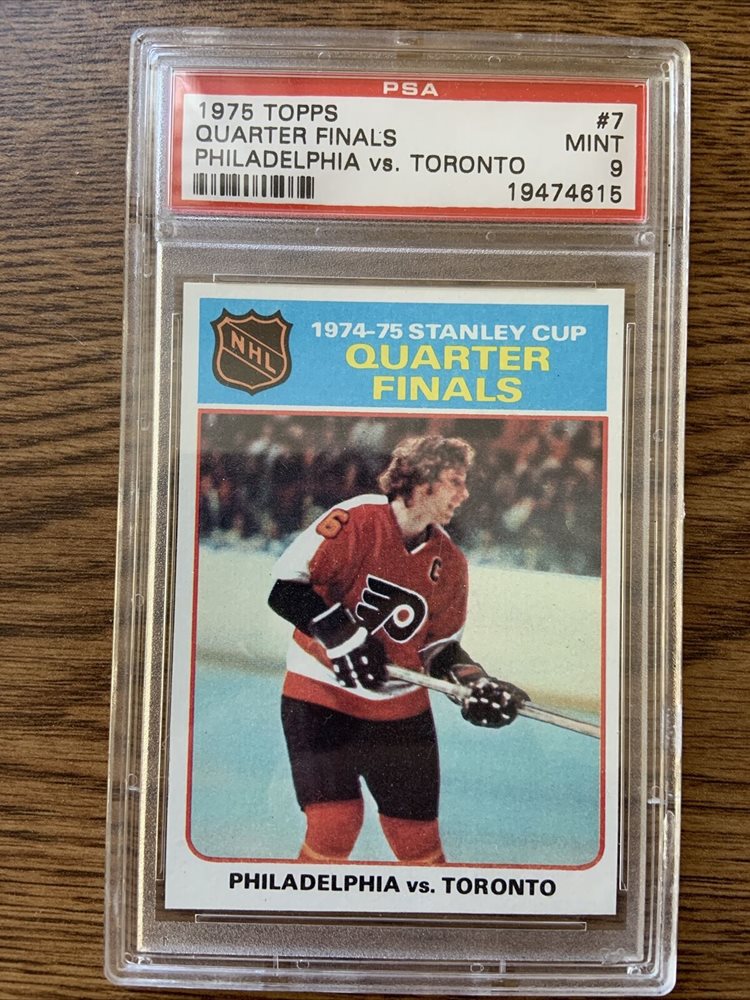 PSA
1975 TOPPS #7
QUARTER FINALS MINT
PHILADELPHIA vs. TORONTO 9
19474615
NHL
1974-75 STANLEY CUP
QUARTER
FINALS
6
C
P
PHILADELPHIA vs. TORONTO